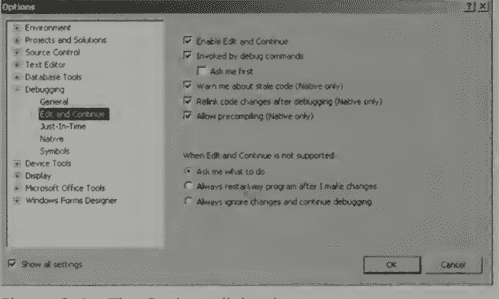 Options
Environment
Projects and Solutions
Source Control
Text Editor
Database Tools
Debugging
General
Edit and Continue
Just-In-Time
Native
Symbols
Device Tools
Display
Microsoft Office Tools
Windows Forms Designer
Show all settings
Enable Edit and Continue
Invoked by debug commands
Ask me first
Warn me about stale code (Native only)
Relink code changes after debugging (Native only)
Allow precompiling (Native only)
When Edit and Continue is not supported:
Ask me what to do
Always restart my program after I make changes
Always ignore changes and continue debugging
OK
Cancel